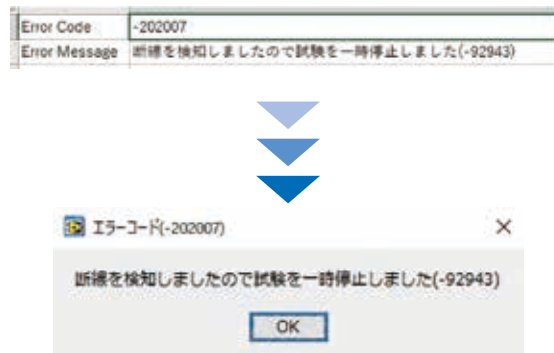 Error Code -202007
Error Message 断線を検知しましたので試験を一時停止しました(-92943)
エラーコード(-202007)
断線を検知しましたので試験を一時停止しました(-92943)
OK